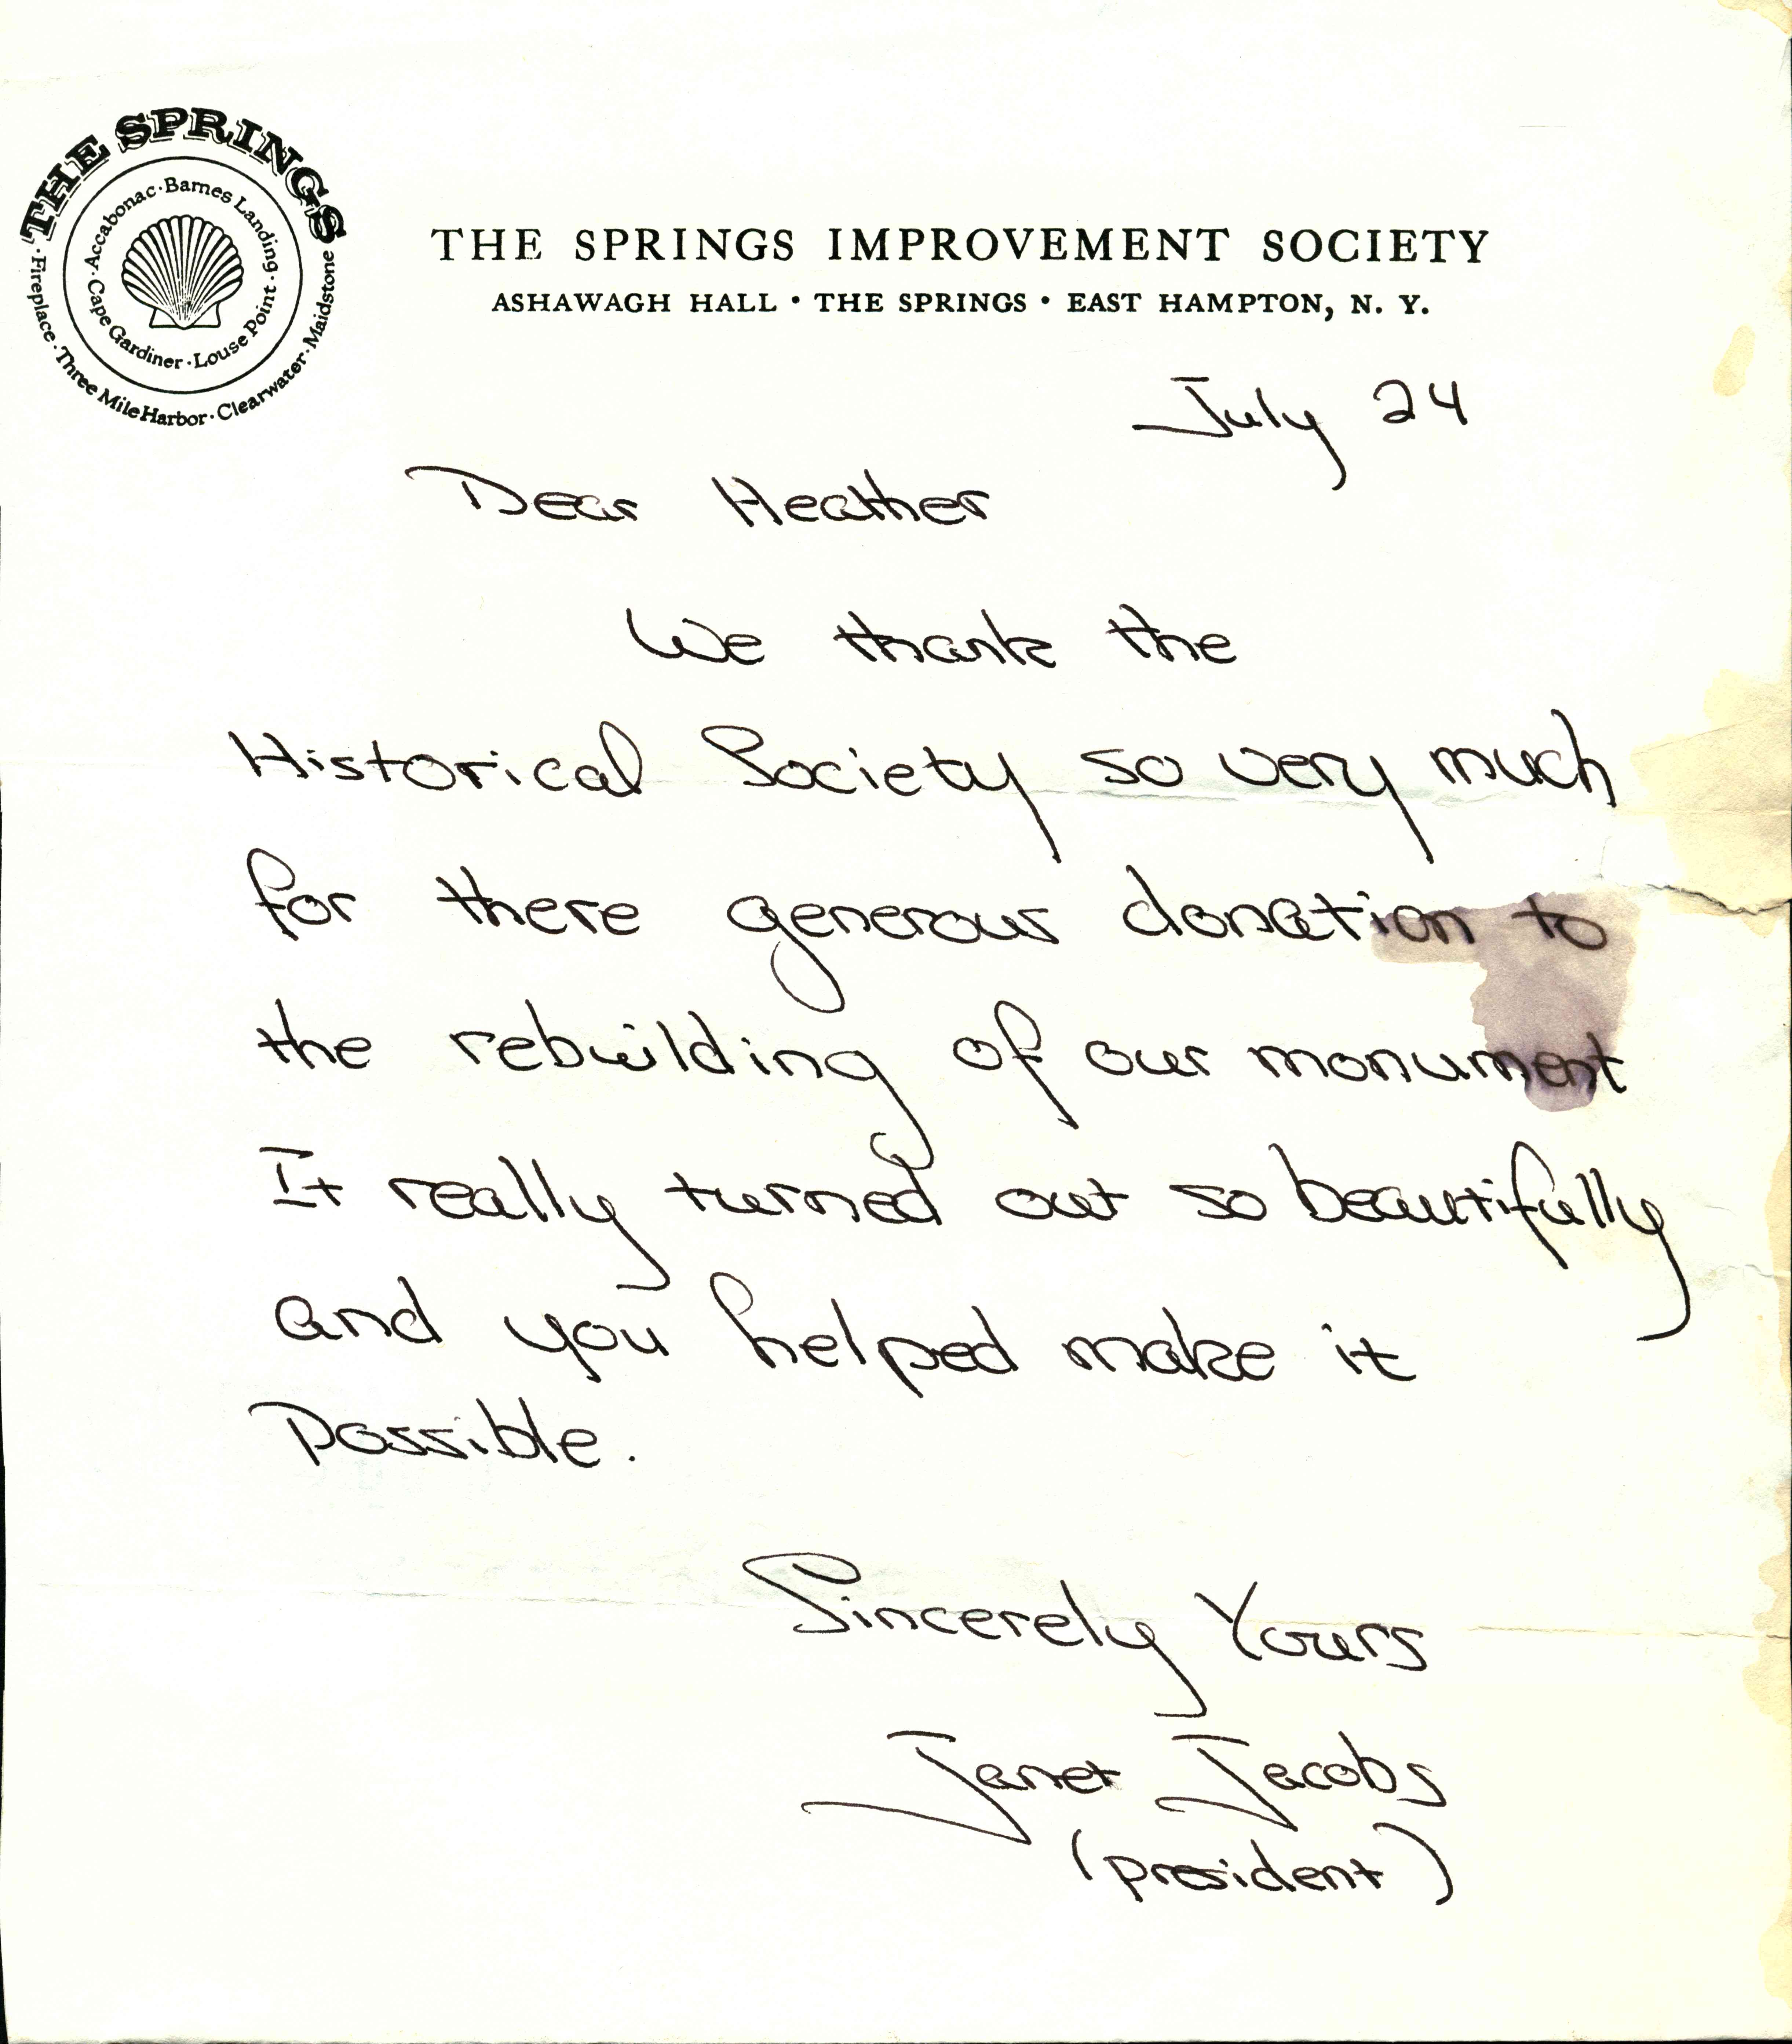 THE SPRINGS
· Accabonac · Barnes Landing ·
Cape Gardiner · Louse Point ·
· Fireplace · Three Mile Harbor · Clearwater · Maidstone
THE SPRINGS IMPROVEMENT SOCIETY
ASHAWAGH HALL • THE SPRINGS • EAST HAMPTON, N. Y.
July 24
Dear Heather
We thank the
Historical Society so very much
for there generous donation to
the rebuilding of our monument
It really turned out so beautifully
and you helped make it
possible.
Sincerely Yours
Janet Jacobs
(president)